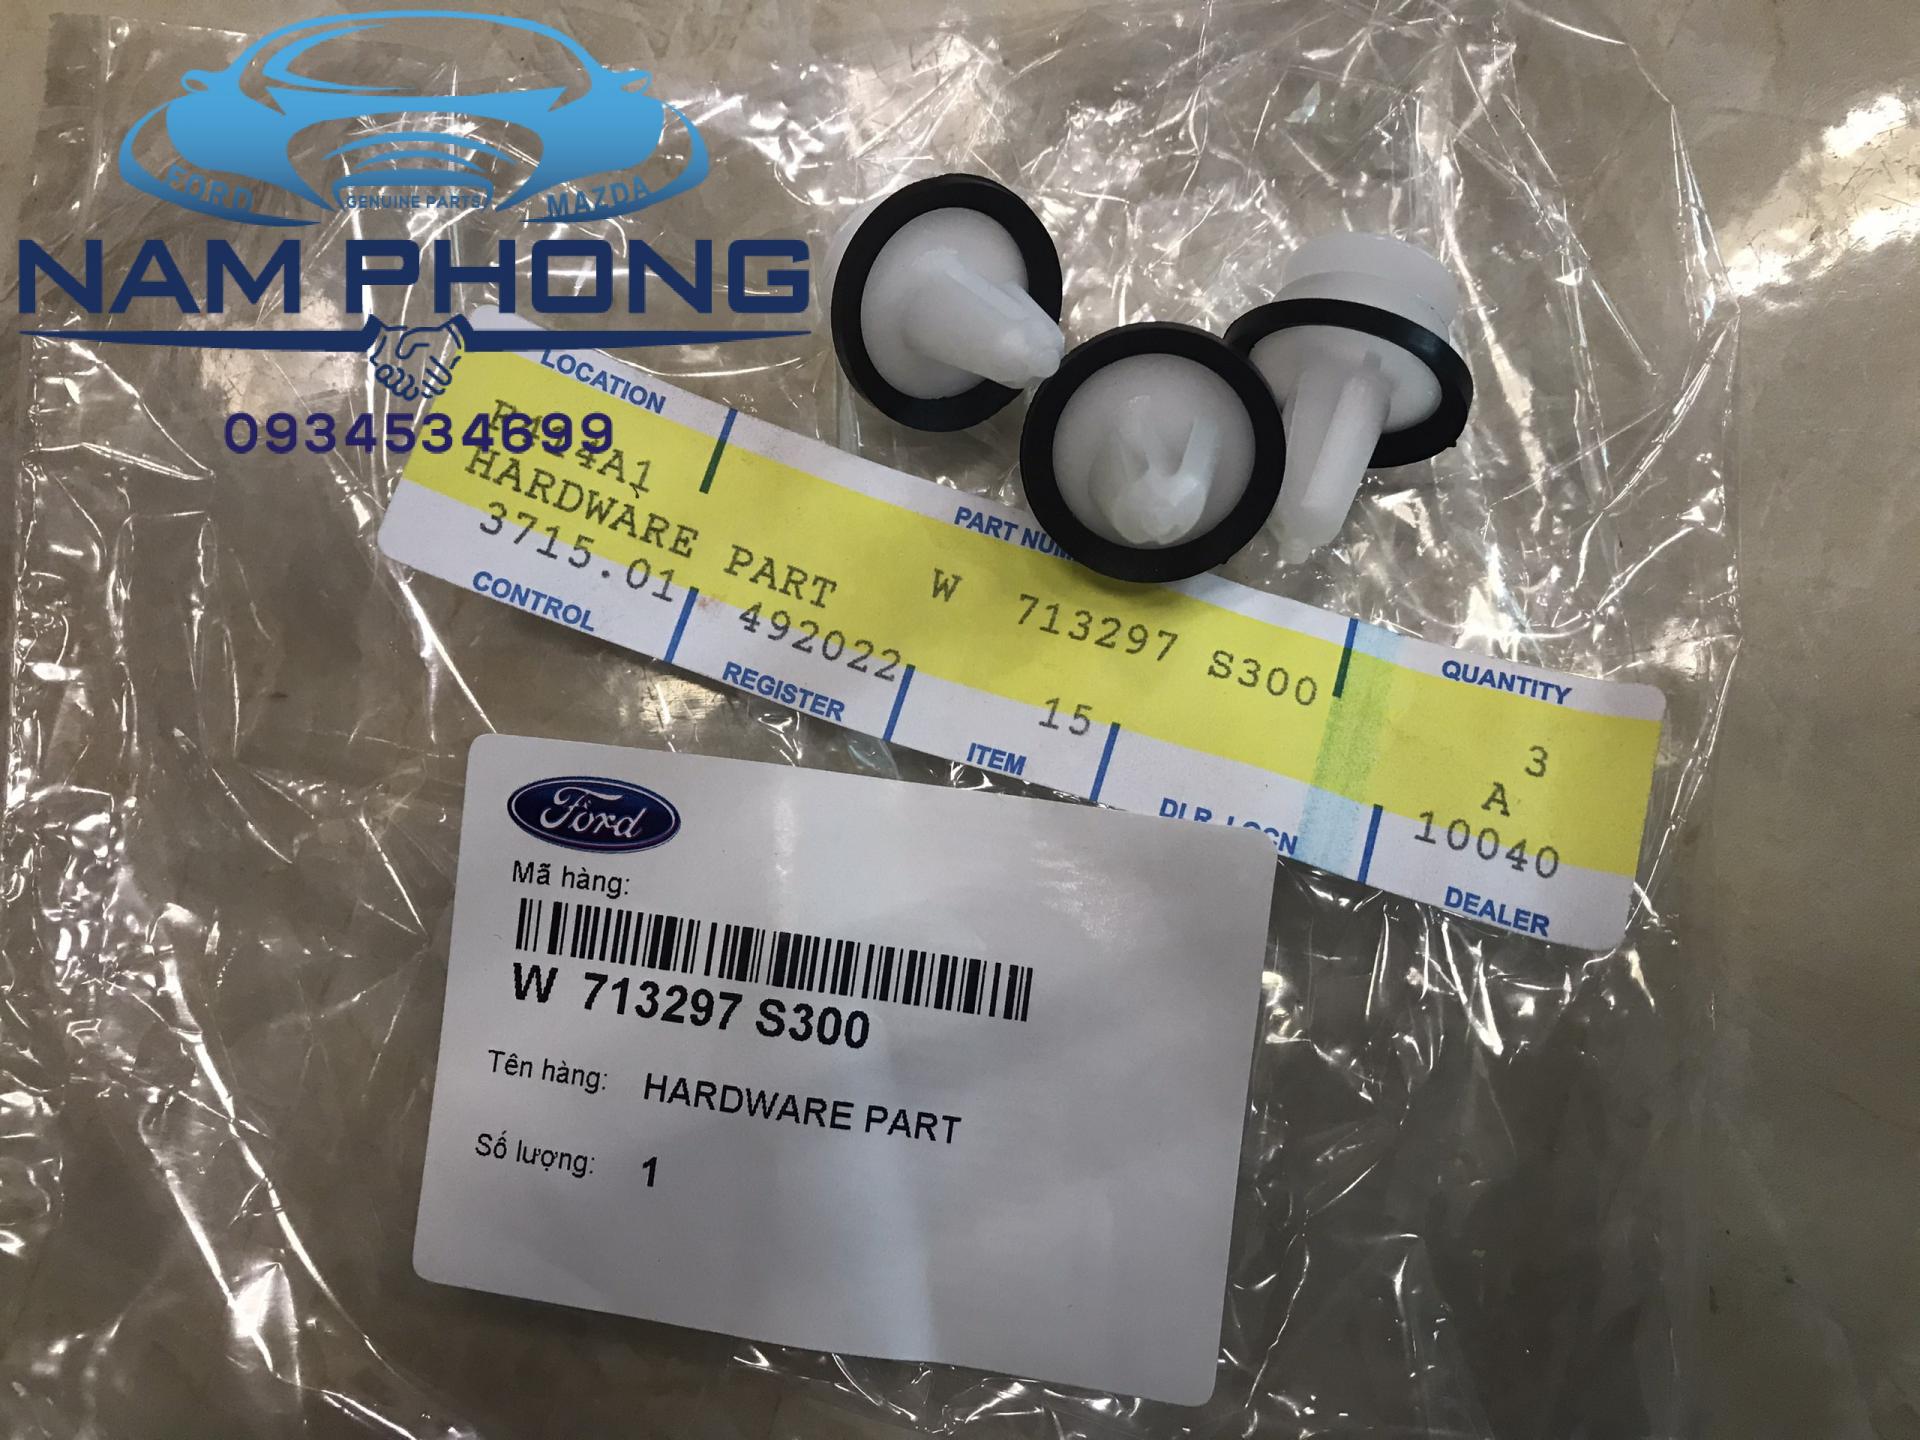 FORD GENUINE PARTS MAZDA
NAM PHONG
0934534699
LOCATION
HARDWARE PART
3715.01
CONTROL
PART
W 713297 S300
492022
REGISTER
15
ITEM
QUANTITY
3
A
10040
DEALER
Ford
Mã hàng:
W 713297 S300
Tên hàng: HARDWARE PART
Số lượng: 1